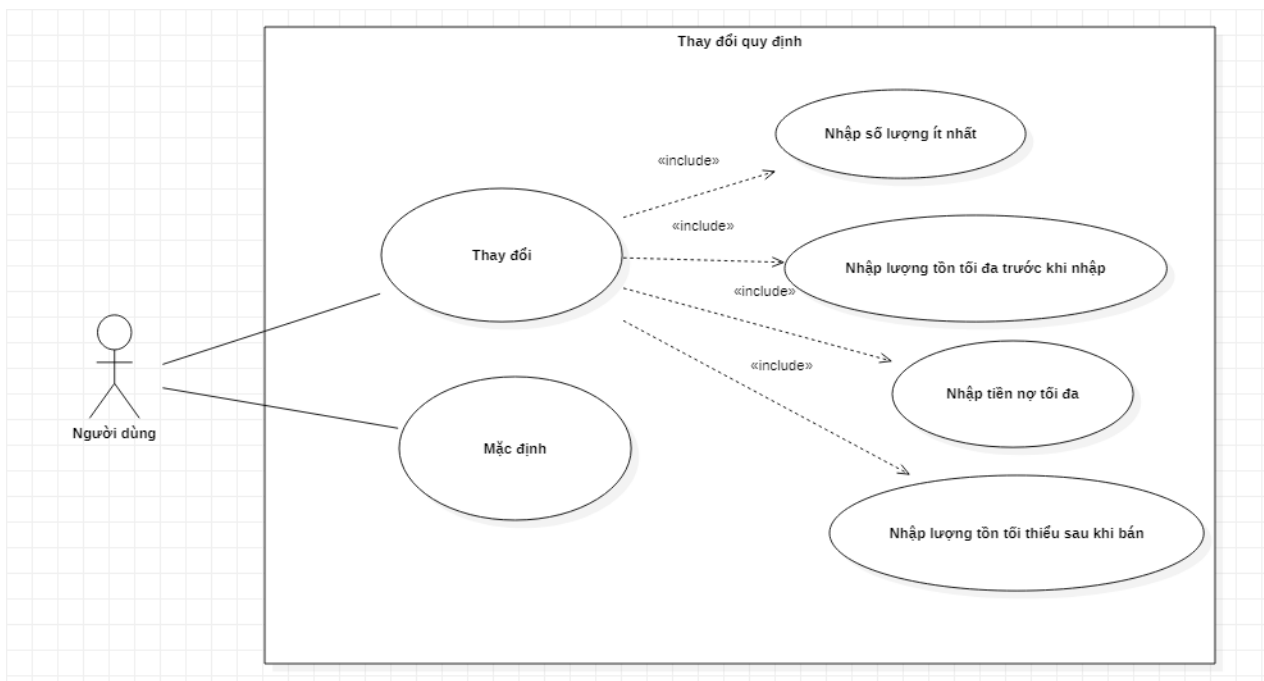 Thay đổi quy định
Nhập số lượng ít nhất
«include»
«include»
Thay đổi
Nhập lượng tồn tối đa trước khi nhập
«include»
«include»
Nhập tiền nợ tối đa
Người dùng
Mặc định
Nhập lượng tồn tối thiểu sau khi bán